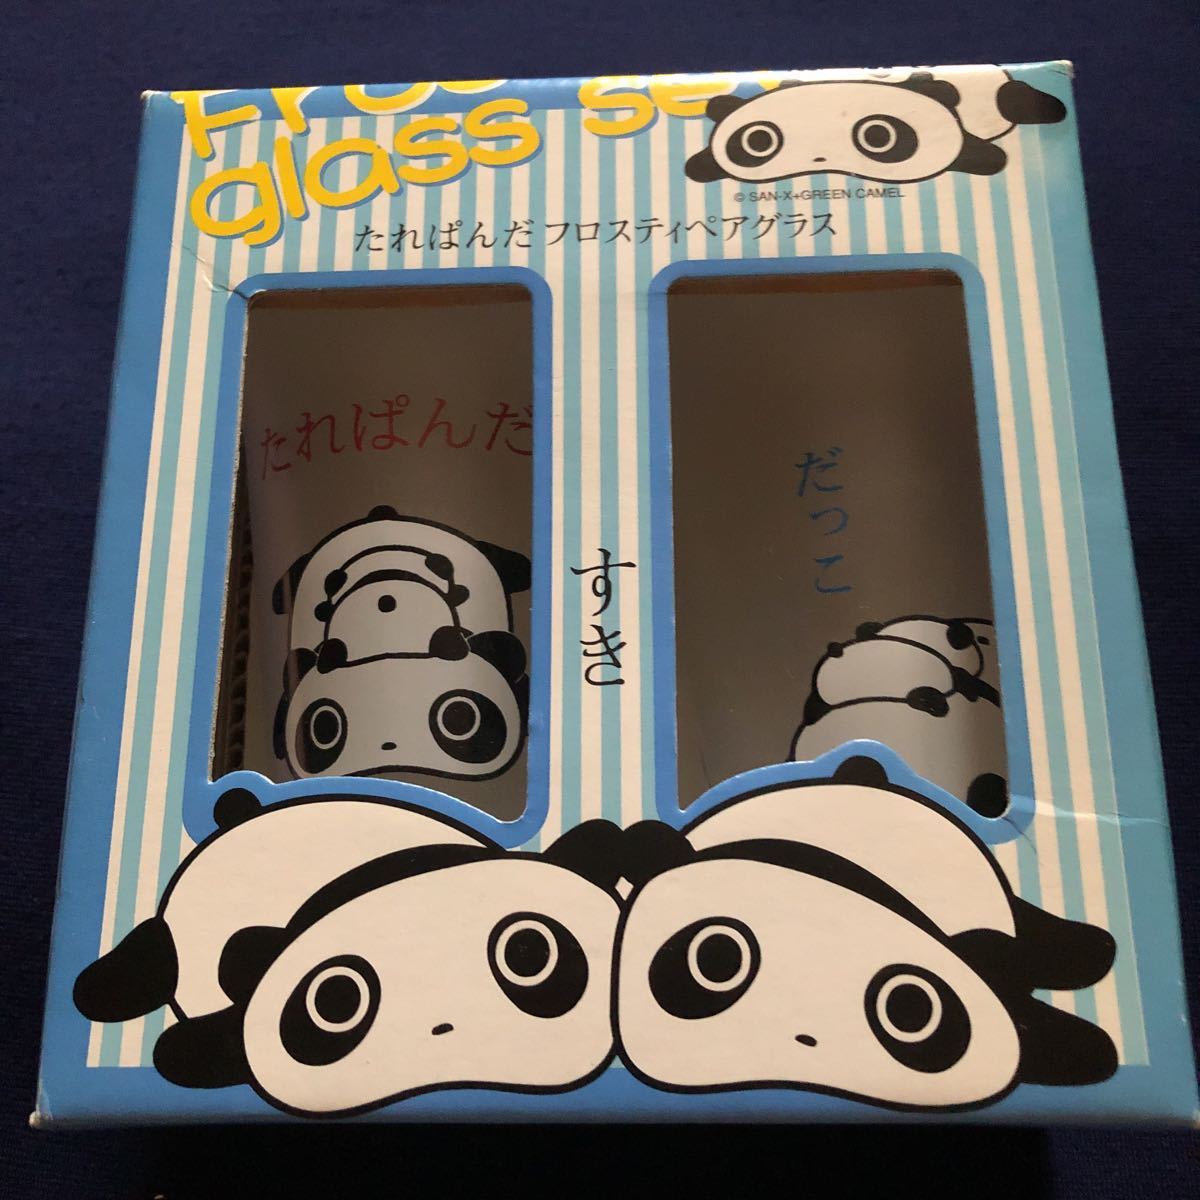 glass set
© SAN-X+GREEN CAMEL
たれぱんだフロスティペアグラス
たれぱんだ
だっこ
すき